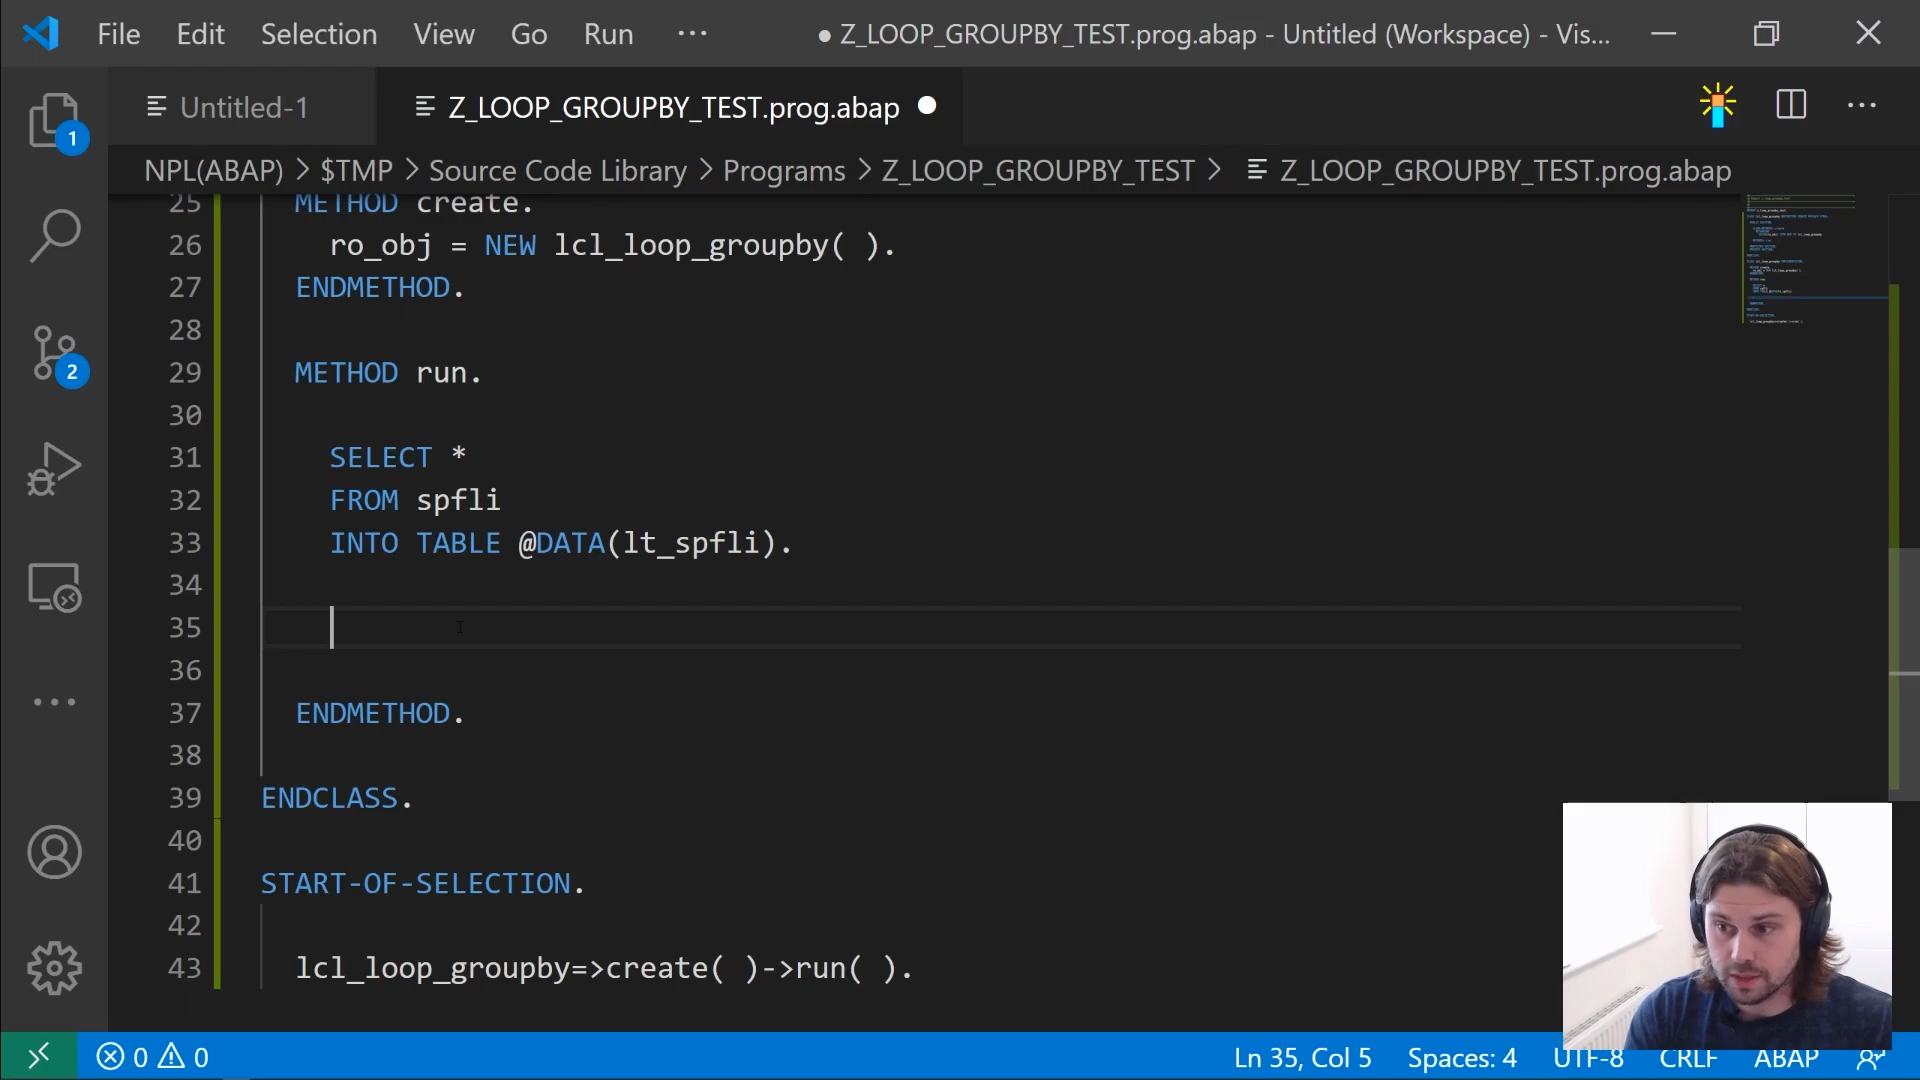 File Edit Selection View Go Run ··· ● Z_LOOP_GROUPBY_TEST.prog.abap - Untitled (Workspace) - Vis...
Untitled-1 Z_LOOP_GROUPBY_TEST.prog.abap ●
1
NPL(ABAP) > $TMP > Source Code Library > Programs > Z_LOOP_GROUPBY_TEST > Z_LOOP_GROUPBY_TEST.prog.abap
25 METHOD create.
26 ro_obj = NEW lcl_loop_groupby( ).
27 ENDMETHOD.
28
29 METHOD run.
2
30
31 SELECT *
32 FROM spfli
33 INTO TABLE @DATA(lt_spfli).
34
35
36
37 ENDMETHOD.
38
39 ENDCLASS.
40
41 START-OF-SELECTION.
42
43 lcl_loop_groupby=>create( )->run( ).
0 0 Ln 35, Col 5 Spaces: 4 UTF-8 CRLF ABAP